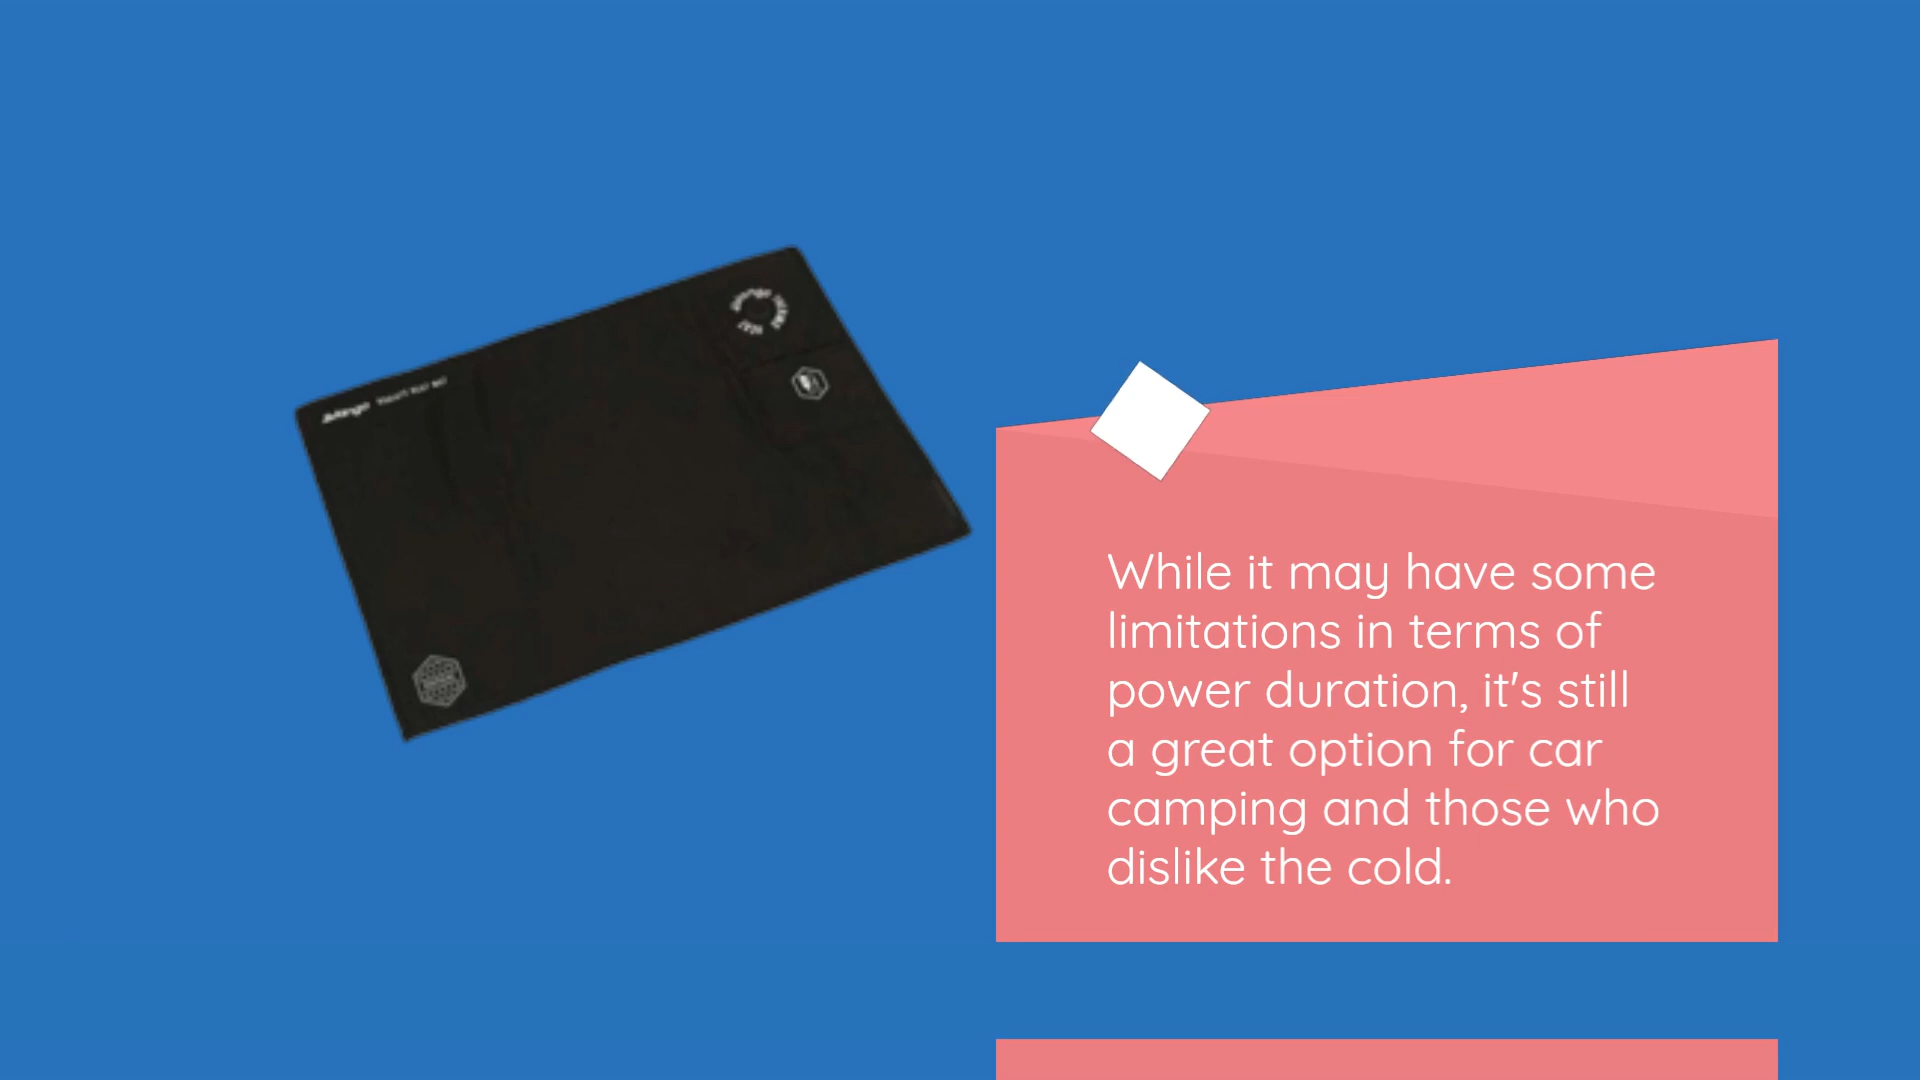 While it may have some
limitations in terms of
power duration, it's still
a great option for car
camping and those who
dislike the cold.